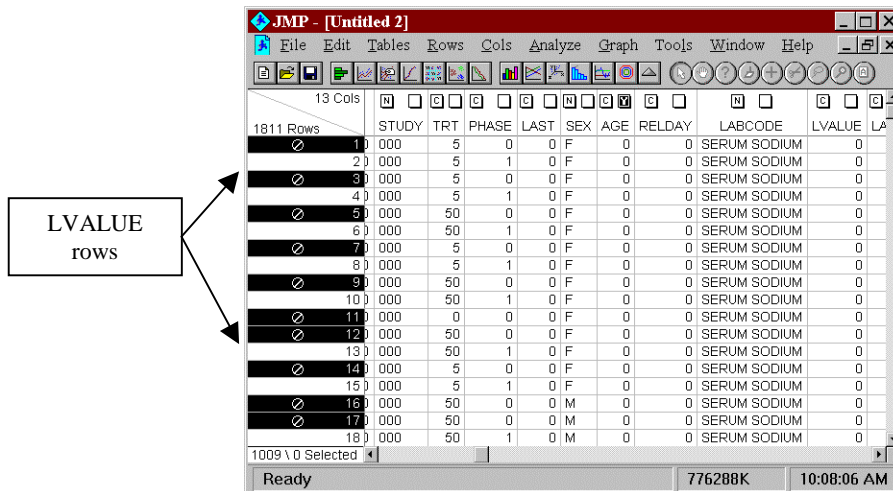 JMP - [Untitled 2]
File Edit Tables Rows Cols Analyze Graph Tools Window Help
13 Cols N C C C N C Y C N C C
1811 Rows STUDY TRT PHASE LAST SEX AGE RELDAY LABCODE LVALUE LA
1 000 5 0 0 F 0 0 SERUM SODIUM 0
2 000 5 1 0 F 0 0 SERUM SODIUM 0
3 000 5 0 0 F 0 0 SERUM SODIUM 0
4 000 5 1 0 F 0 0 SERUM SODIUM 0
5 000 50 0 0 F 0 0 SERUM SODIUM 0
6 000 50 1 0 F 0 0 SERUM SODIUM 0
7 000 5 0 0 F 0 0 SERUM SODIUM 0
8 000 5 1 0 F 0 0 SERUM SODIUM 0
9 000 50 0 0 F 0 0 SERUM SODIUM 0
10 000 50 1 0 F 0 0 SERUM SODIUM 0
11 000 0 0 0 F 0 0 SERUM SODIUM 0
12 000 50 0 0 F 0 0 SERUM SODIUM 0
13 000 50 1 0 F 0 0 SERUM SODIUM 0
14 000 5 0 0 F 0 0 SERUM SODIUM 0
15 000 5 1 0 F 0 0 SERUM SODIUM 0
16 000 50 0 0 M 0 0 SERUM SODIUM 0
17 000 50 0 0 M 0 0 SERUM SODIUM 0
18 000 50 1 0 M 0 0 SERUM SODIUM 0
1009 \ 0 Selected
Ready 776288K 10:08:06 AM
LVALUE
rows